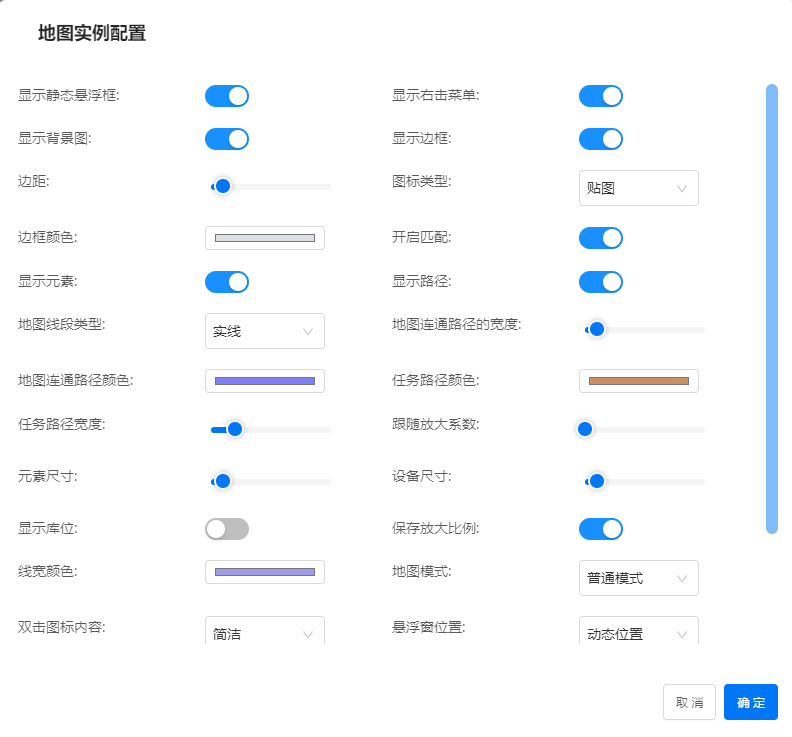 地图实例配置
显示静态悬浮框:
显示右击菜单:
显示背景图:
显示边框:
边距:
图标类型:
贴图
边框颜色:
开启匹配:
显示元素:
显示路径:
地图线段类型:
实线
地图连通路径的宽度:
地图连通路径颜色:
任务路径颜色:
任务路径宽度:
跟随放大系数:
元素尺寸:
设备尺寸:
显示库位:
保存放大比例:
线宽颜色:
地图模式:
普通模式
双击图标内容:
简洁
悬浮窗位置:
动态位置
取消
确定